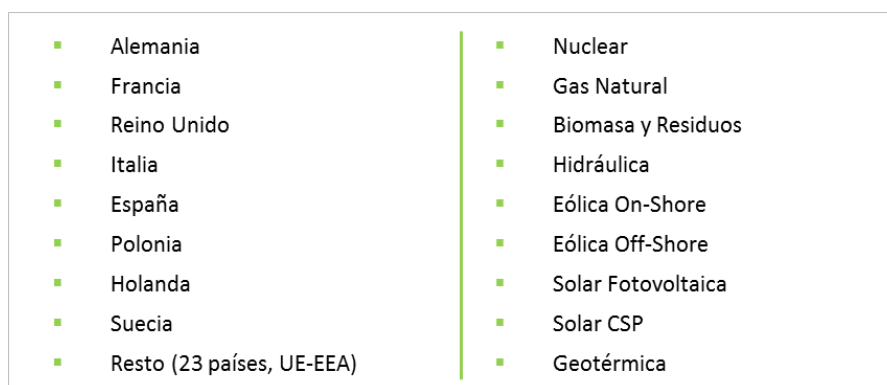 Alemania
Francia
Reino Unido
Italia
España
Polonia
Holanda
Suecia
Resto (23 países, UE-EEA)
Nuclear
Gas Natural
Biomasa y Residuos
Hidráulica
Eólica On-Shore
Eólica Off-Shore
Solar Fotovoltaica
Solar CSP
Geotérmica